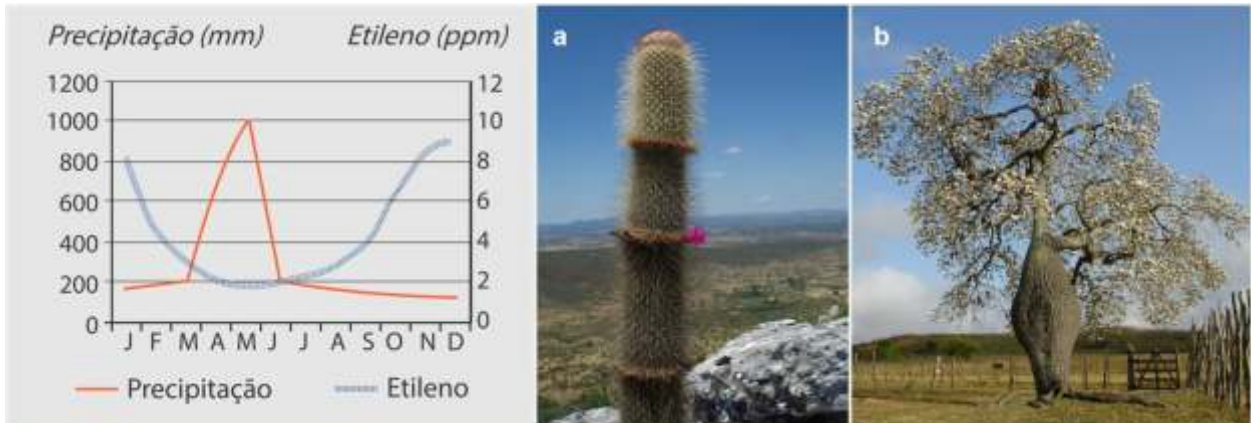 Precipitação (mm) Etileno (ppm)
1200 12
1000 10
800 8
600 6
400 4
200 2
0 0
J F M A M J J A S O N D
Precipitação Etileno
a
b